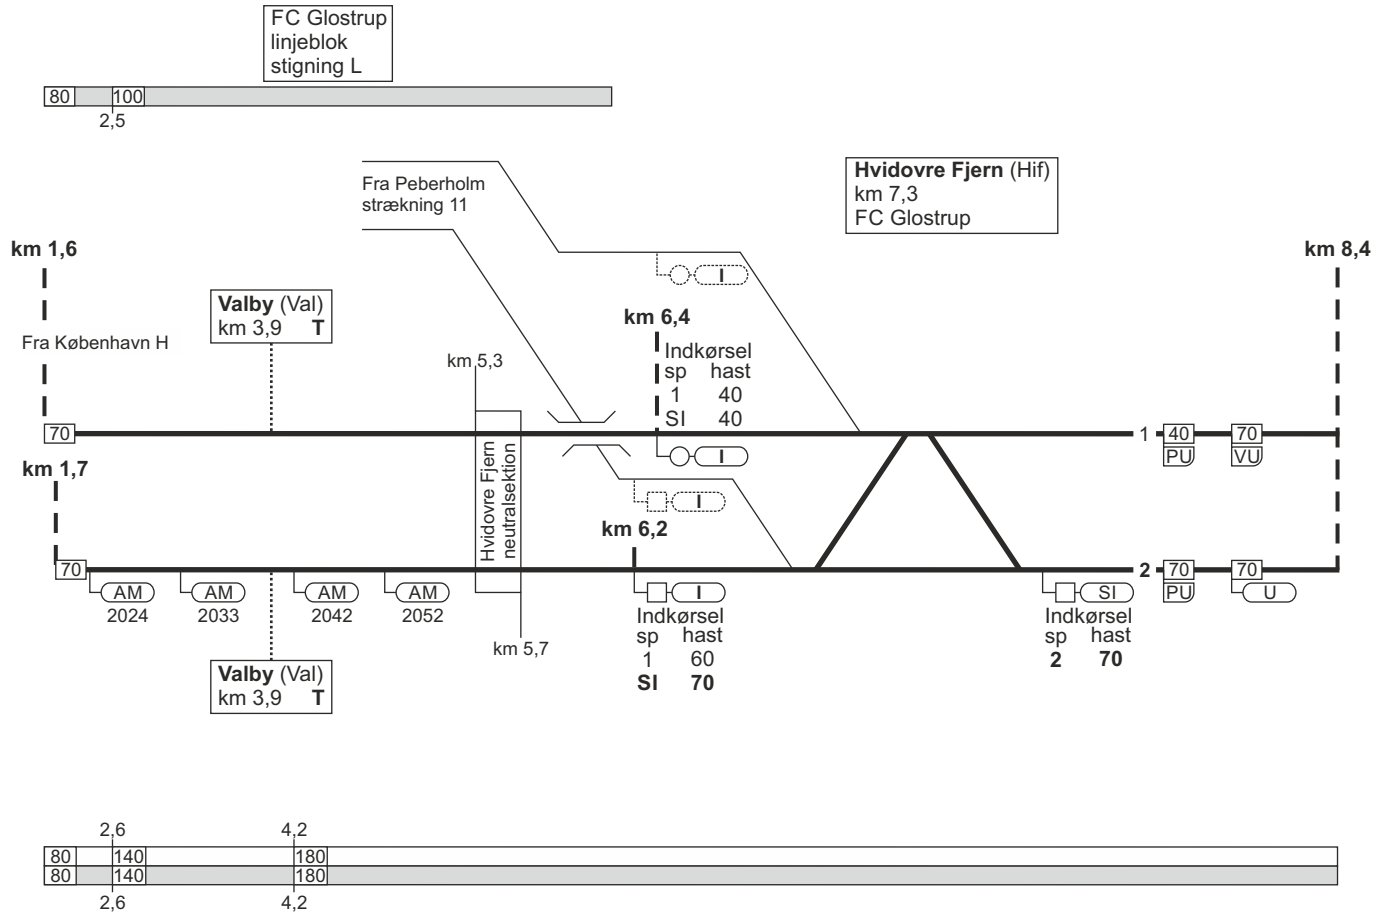 FC Glostrup
linjeblok
stigning L
80
100
2,5
Fra Peberholm
strækning 11
Hvidovre Fjern (Hif)
km 7,3
FC Glostrup
km 1,6
km 8,4
I
Valby (Val)
km 3,9 T
Fra København H
km 6,4
Indkørsel
sp hast
1 40
SI 40
km 5,3
70
1
40
70
PU
VU
I
km 1,7
Hvidovre Fjern
neutralsektion
I
km 6,2
70
2
70
70
AM
AM
AM
AM
I
SI
PU
U
2024
2033
2042
2052
Indkørsel
sp hast
1 60
SI 70
Indkørsel
sp hast
2 70
km 5,7
Valby (Val)
km 3,9 T
2,6
4,2
80
140
180
80
140
180
2,6
4,2